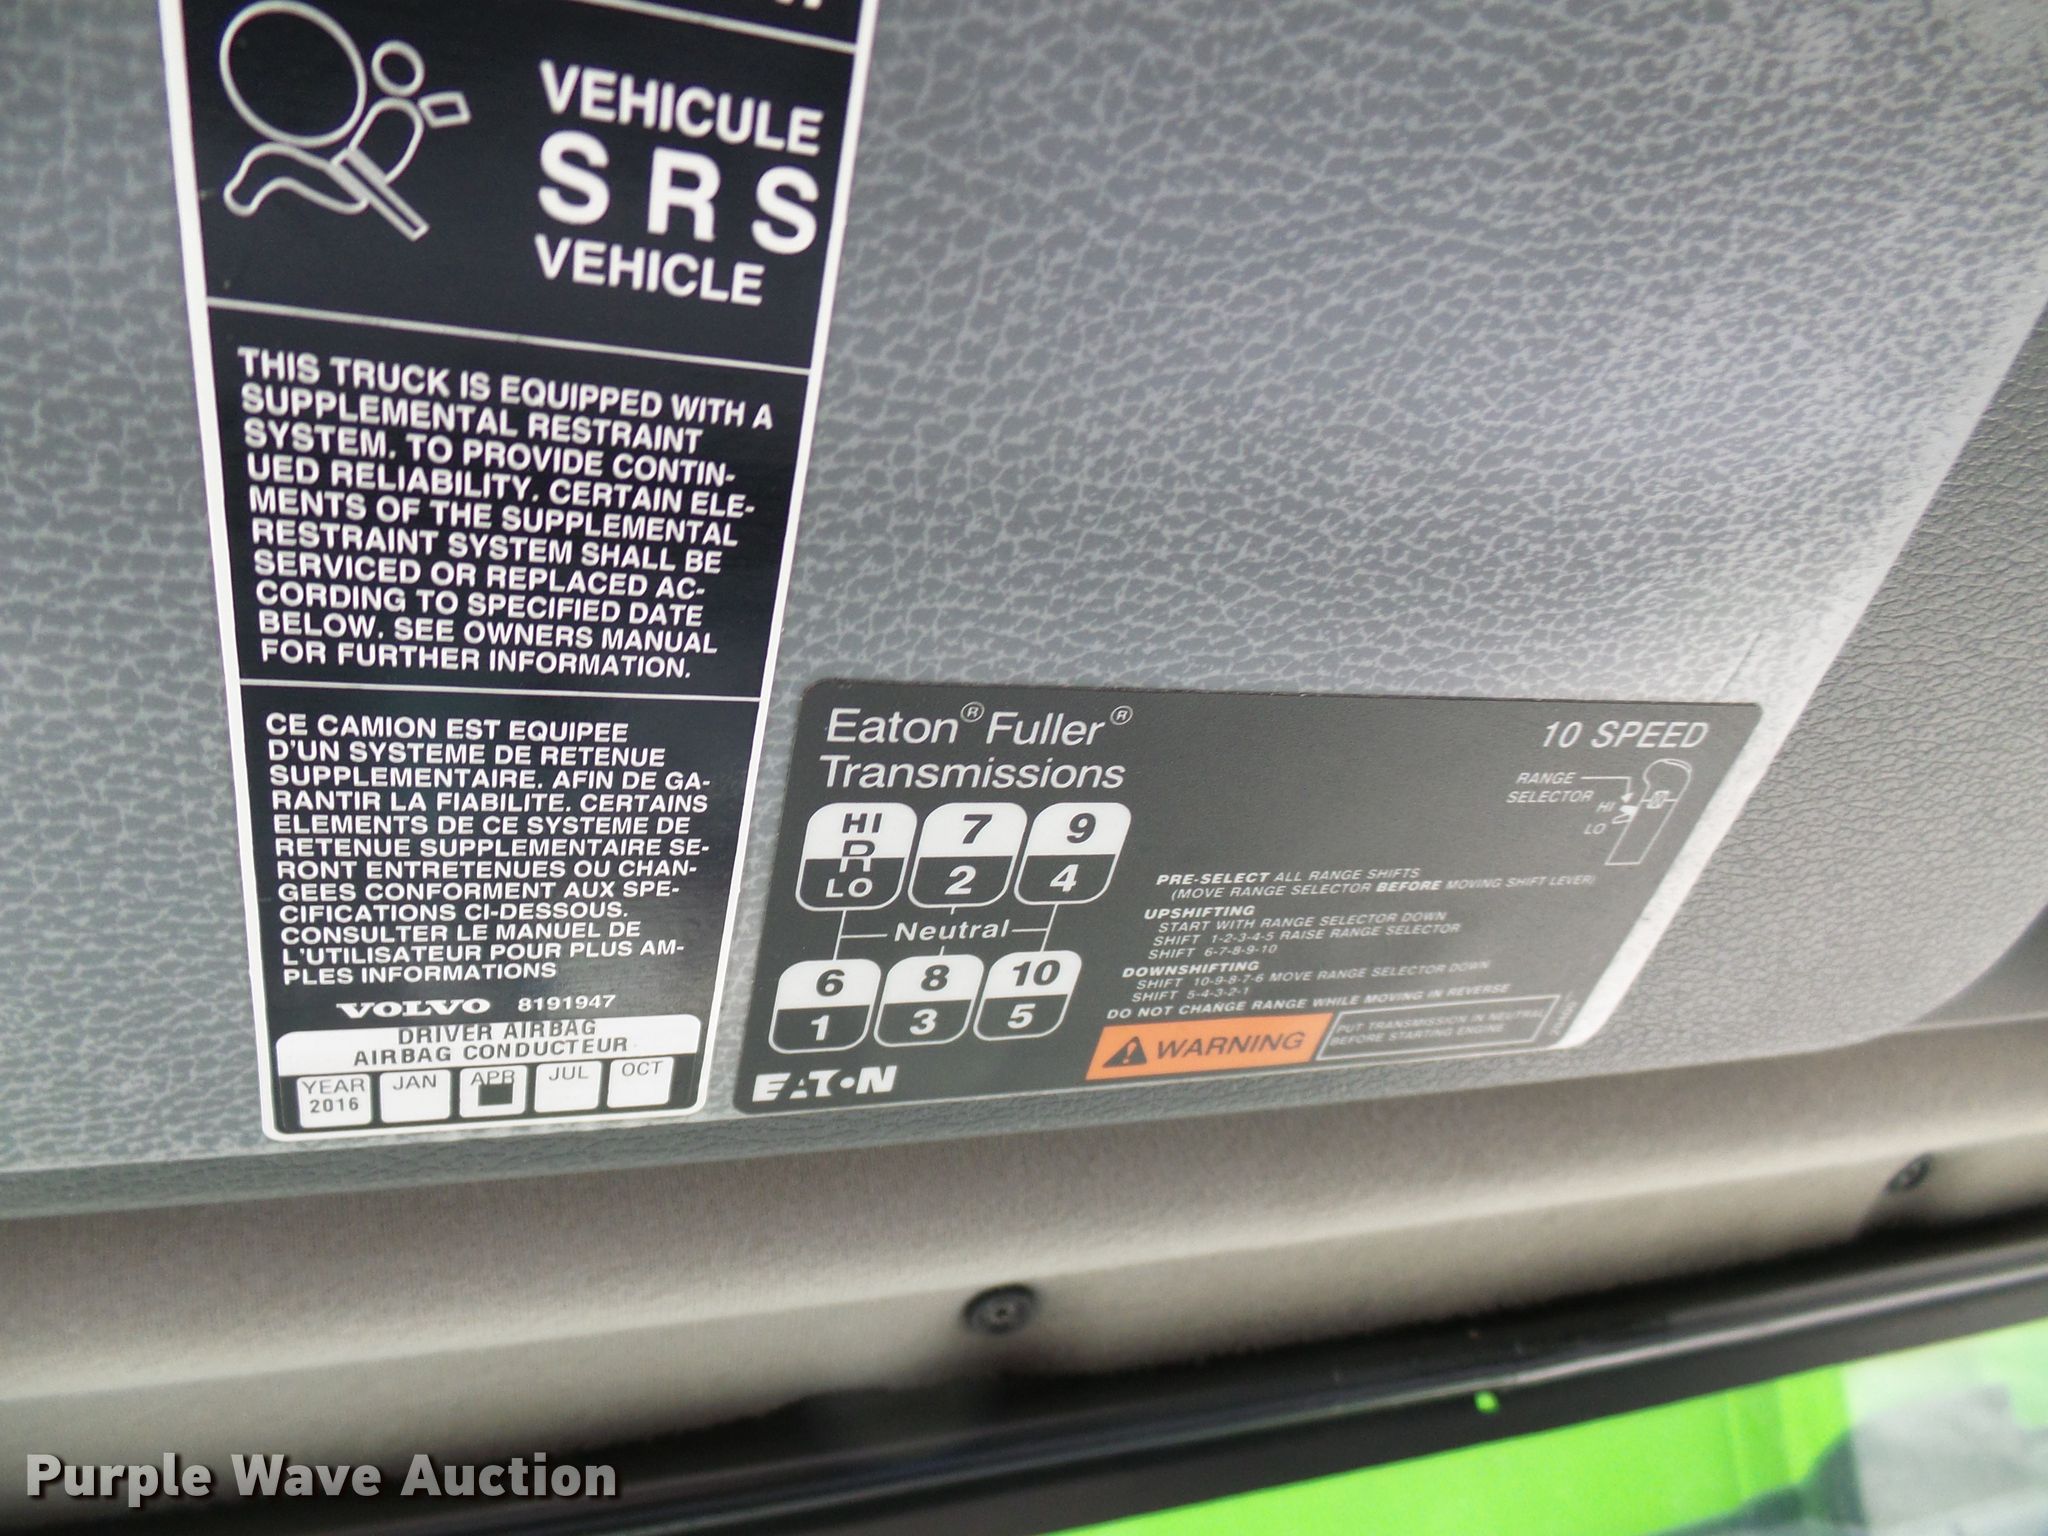 VEHICULE
S R S
VEHICLE
THIS TRUCK IS EQUIPPED WITH A
SUPPLEMENTAL RESTRAINT
SYSTEM. TO PROVIDE CONTIN-
UED RELIABILITY. CERTAIN ELE-
MENTS OF THE SUPPLEMENTAL
RESTRAINT SYSTEM SHALL BE
SERVICED OR REPLACED AC-
CORDING TO SPECIFIED DATE
BELOW. SEE OWNERS MANUAL
FOR FURTHER INFORMATION.
CE CAMION EST EQUIPEE
D'UN SYSTEME DE RETENUE
SUPPLEMENTAIRE. AFIN DE GA-
RANTIR LA FIABILITE. CERTAINS
ELEMENTS DE CE SYSTEME DE
RETENUE SUPPLEMENTAIRE SE-
RONT ENTRETENUES OU CHAN-
GEES CONFORMENT AUX SPE-
CIFICATIONS CI-DESSOUS.
CONSULTER LE MANUEL DE
L'UTILISATEUR POUR PLUS AM-
PLES INFORMATIONS
VOLVO 8191947
DRIVER AIRBAG
AIRBAG CONDUCTEUR
YEAR JAN APR JUL OCT
2016
Eaton® Fuller®
Transmissions
10 SPEED
RANGE
SELECTOR
HI
LO
HI 7 9
R
LO 2 4
Neutral
6 8 10
1 3 5
EATON
PRE-SELECT ALL RANGE SHIFTS
(MOVE RANGE SELECTOR BEFORE MOVING SHIFT LEVER)
UPSHIFTING
START WITH RANGE SELECTOR DOWN
SHIFT 1-2-3-4-5 RAISE RANGE SELECTOR
SHIFT 6-7-8-9-10
DOWNSHIFTING
SHIFT 10-9-8-7-6 MOVE RANGE SELECTOR DOWN
SHIFT 5-4-3-2-1
DO NOT CHANGE RANGE WHILE MOVING IN REVERSE
WARNING
PUT TRANSMISSION IN NEUTRAL
BEFORE STARTING ENGINE
Purple Wave Auction